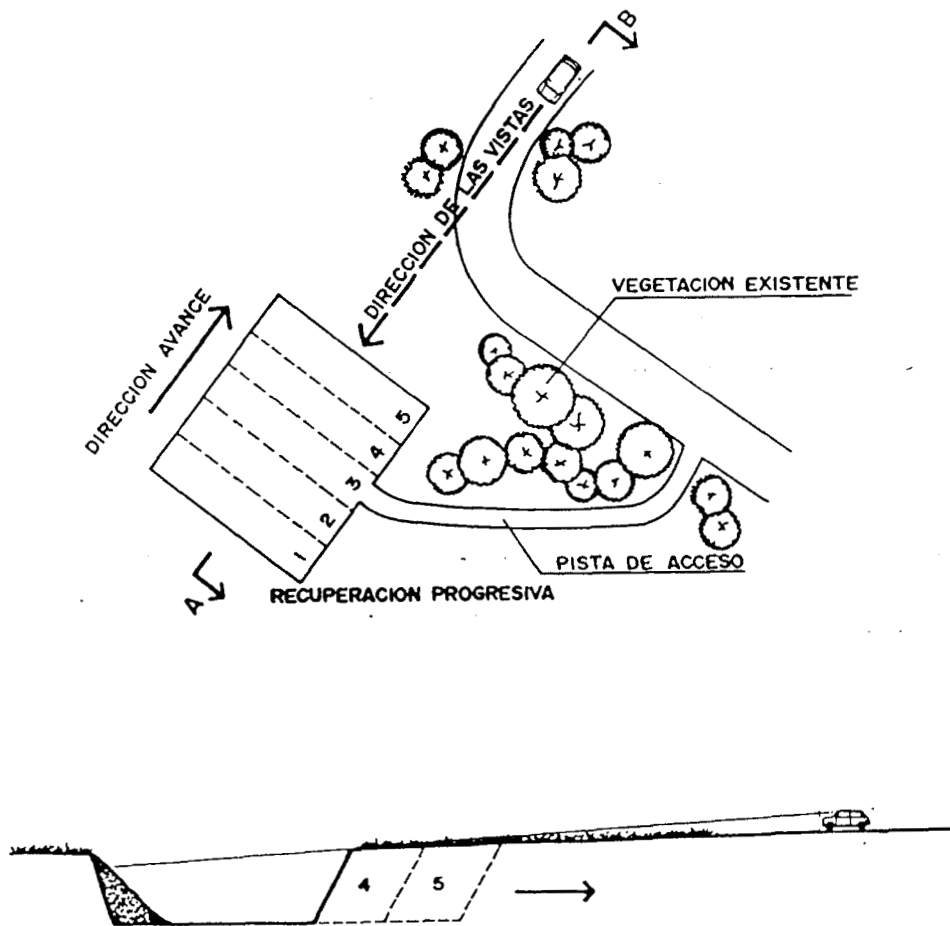 B
DIRECCION DE LAS VISTAS
VEGETACION EXISTENTE
DIRECCION AVANCE
5
4
3
2
1
PISTA DE ACCESO
A
RECUPERACION PROGRESIVA
4
5